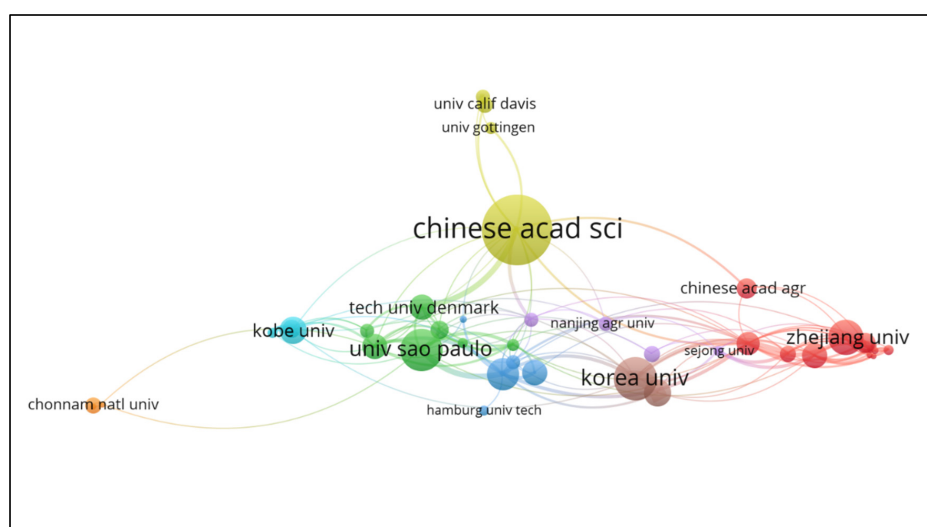 univ calif davis
univ gottingen
chinese acad sci
chinese acad agr
tech univ denmark
nanjing agr univ
kobe univ
zhejiang univ
univ sao paulo
sejong univ
korea univ
chonnam natl univ
hamburg univ tech